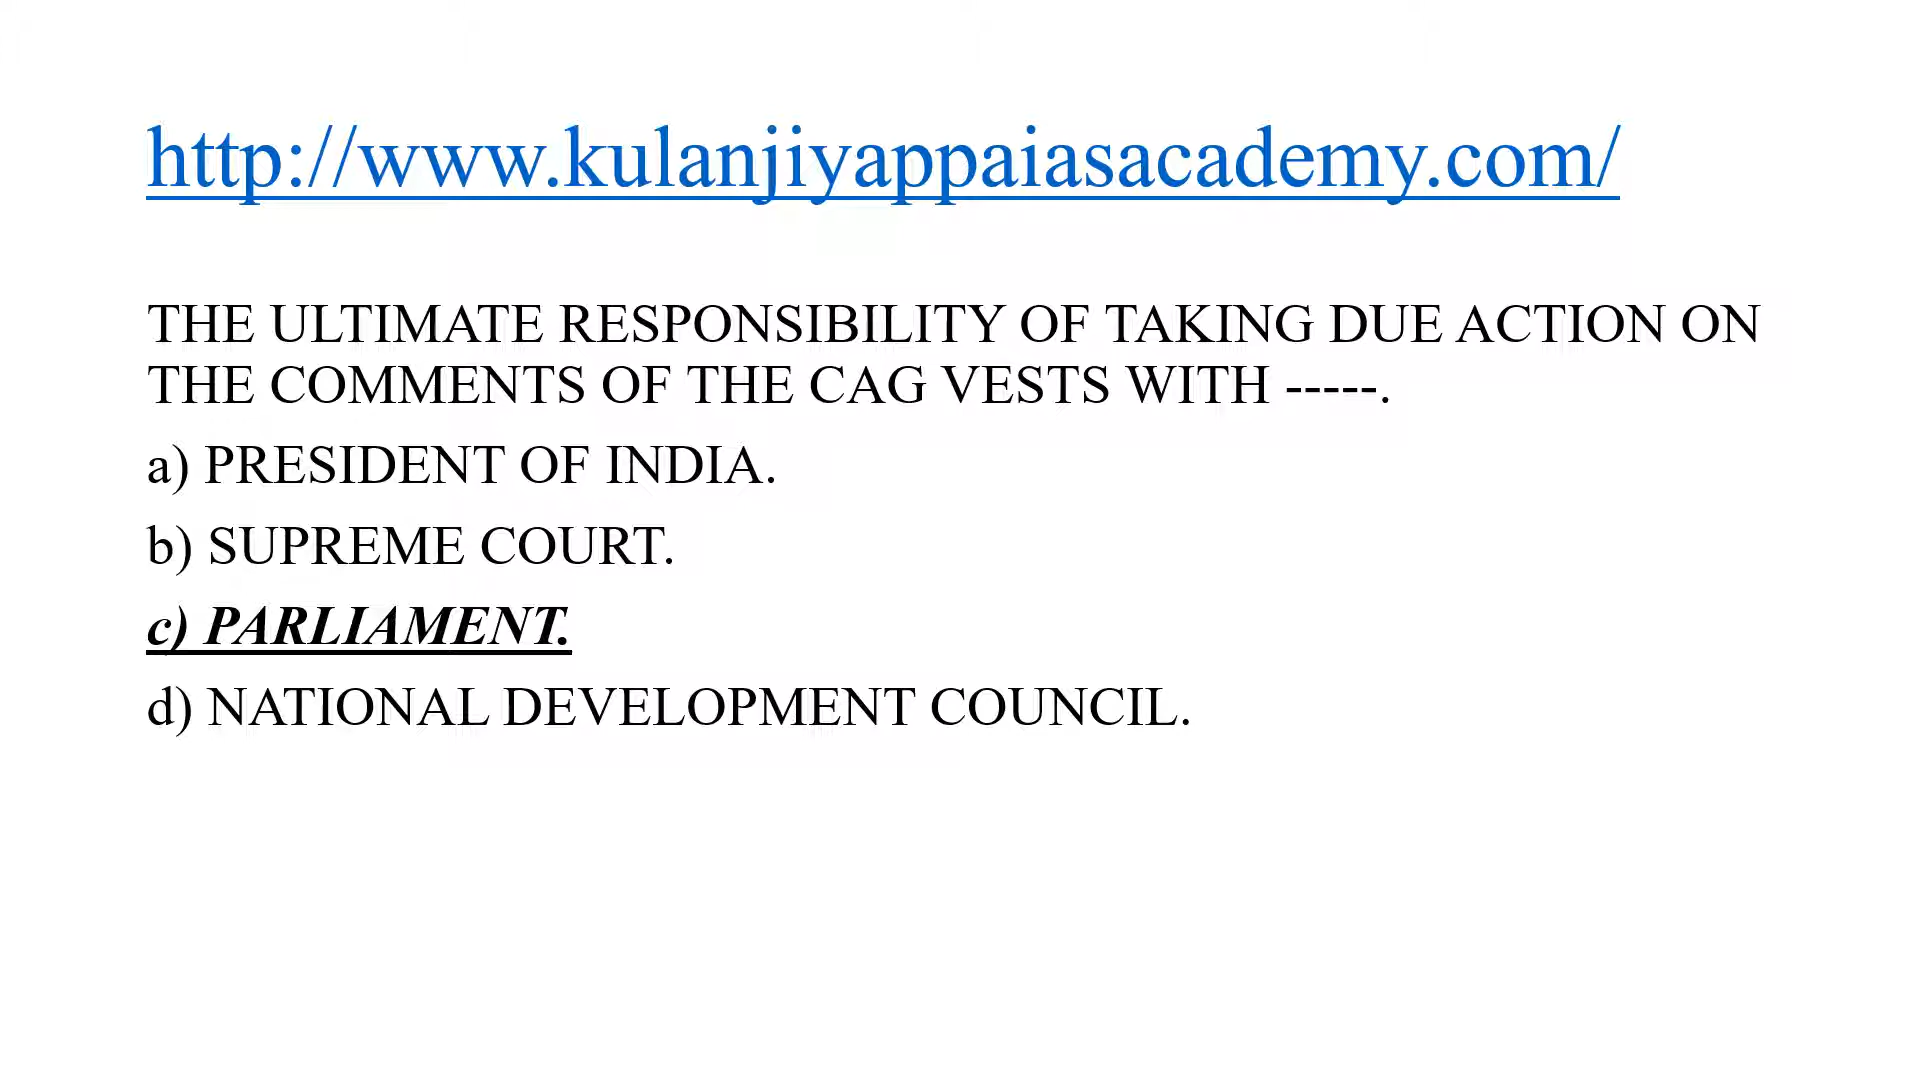 http://www.kulanjiyappaiasacademy.com/
THE ULTIMATE RESPONSIBILITY OF TAKING DUE ACTION ON
THE COMMENTS OF THE CAG VESTS WITH -----.
a) PRESIDENT OF INDIA.
b) SUPREME COURT.
c) PARLIAMENT.
d) NATIONAL DEVELOPMENT COUNCIL.